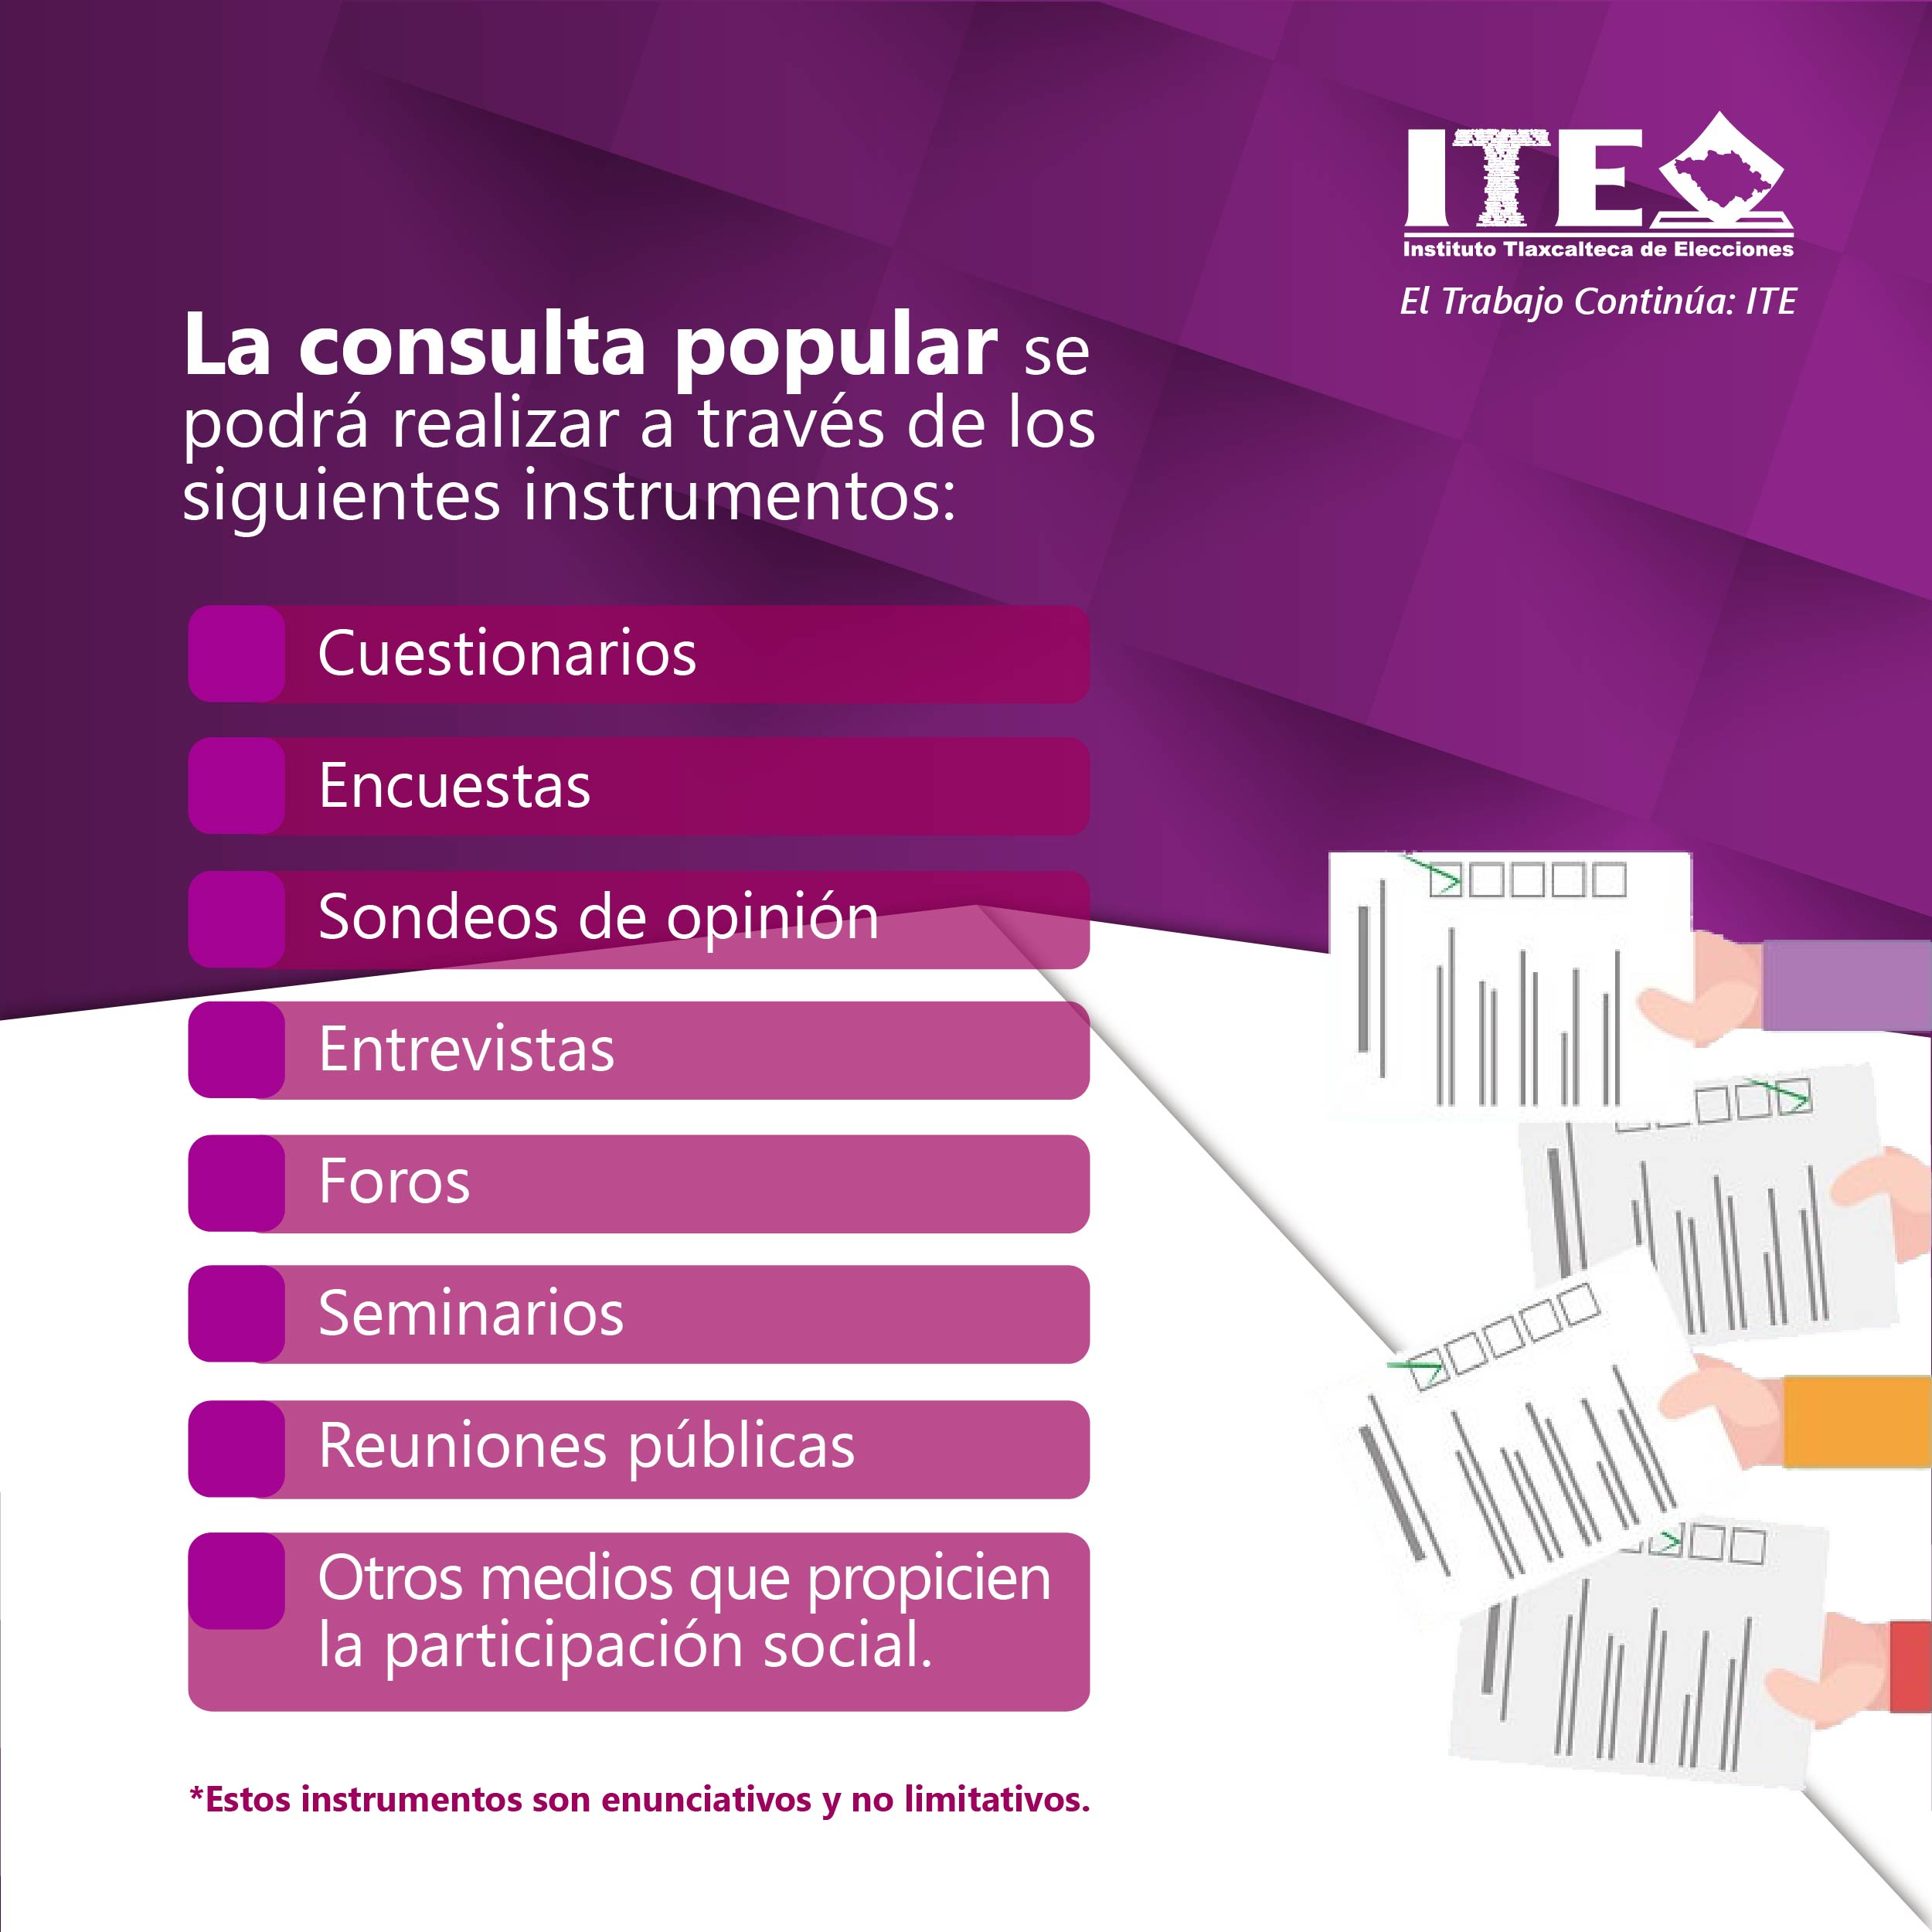 ITE
Instituto Tlaxcalteca de Elecciones
El Trabajo Continúa: ITE
La consulta popular se
podrá realizar a través de los
siguientes instrumentos:
Cuestionarios
Encuestas
Sondeos de opinión
Entrevistas
Foros
Seminarios
Reuniones públicas
Otros medios que propicien
la participación social.
*Estos instrumentos son enunciativos y no limitativos.